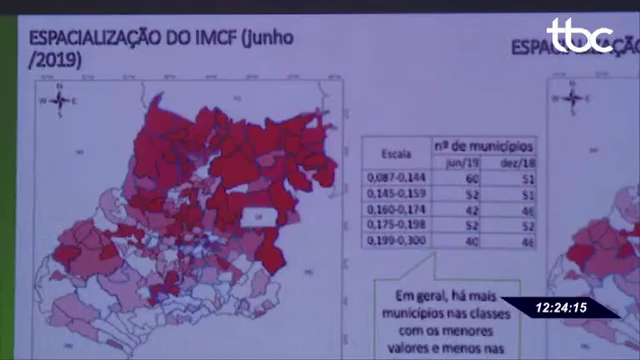 tbc
ESPACIALIZAÇÃO DO IMCF (junho
/2019)
N
W E
S
Escala nº de municípios
jun/19 dez/18
0,087-0,144 60 51
0,145-0,159 52 51
0,160-0,174 42 46
0,175-0,198 52 52
0,199-0,300 40 46
Em geral, há mais
municípios nas classes
com os menores
valores e menos nas
W E
S
12:24:15